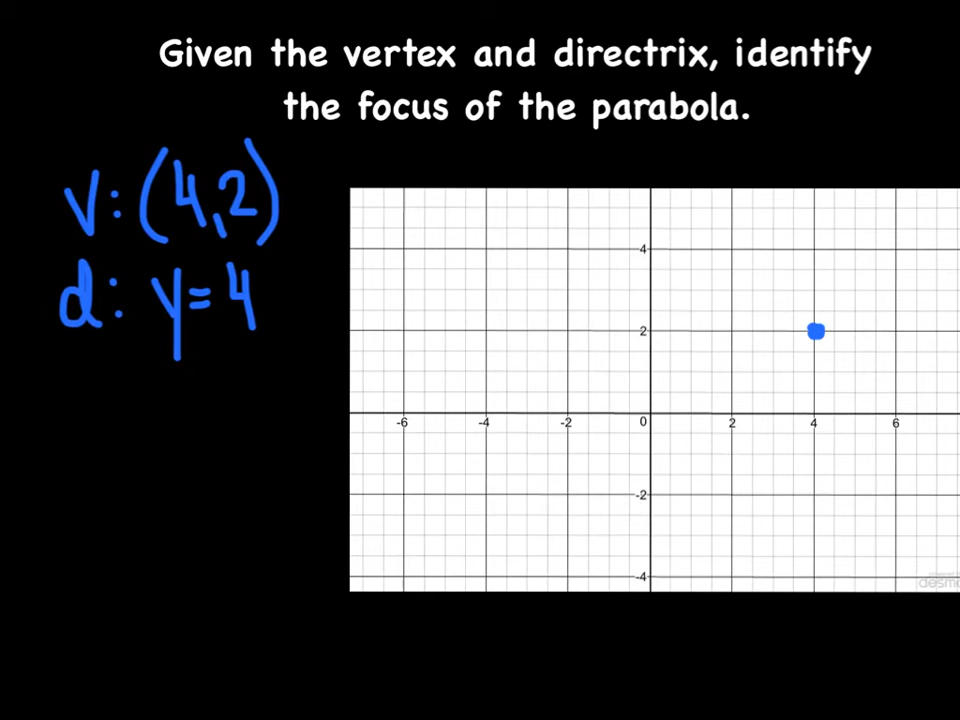 Given the vertex and directrix, identify
the focus of the parabola.
V: (4,2)
d: y=4
4
2
-6 -4 -2 0 2 4 6
-2
-4